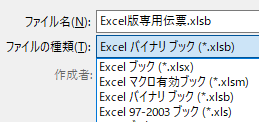 ファイル名(N): Excel版専用伝票.xlsb
ファイルの種類(T): Excel バイナリ ブック (*.xlsb)
Excel ブック (*.xlsx)
作成者: Excel マクロ有効ブック (*.xlsm)
Excel バイナリ ブック (*.xlsb)
Excel 97-2003 ブック (*.xls)